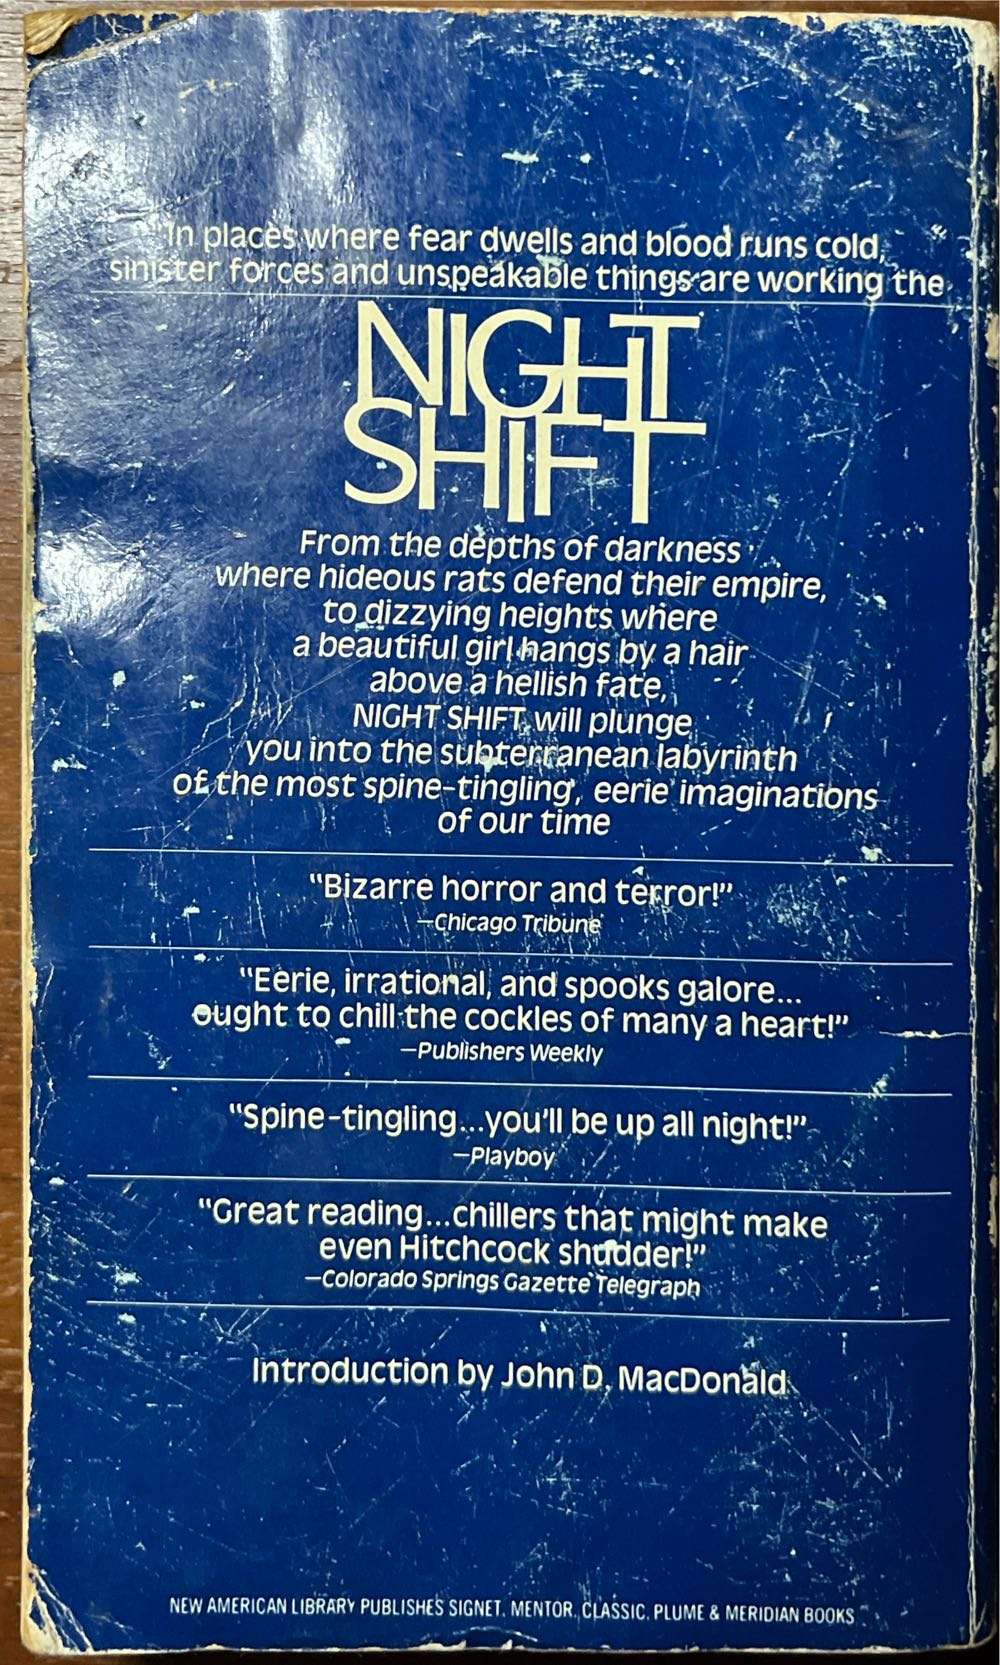 In places where fear dwells and blood runs cold,
sinister forces and unspeakable things are working the
NIGHT
SHIFT
From the depths of darkness
where hideous rats defend their empire,
to dizzying heights where
a beautiful girl hangs by a hair
above a hellish fate,
NIGHT SHIFT will plunge
you into the subterranean labyrinth
of the most spine-tingling, eerie imaginations
of our time
"Bizarre horror and terror!"
—Chicago Tribune
"Eerie, irrational, and spooks galore...
ought to chill the cockles of many a heart!"
—Publishers Weekly
"Spine-tingling...you'll be up all night!"
—Playboy
"Great reading...chillers that might make
even Hitchcock shudder!"
—Colorado Springs Gazette Telegraph
Introduction by John D. MacDonald
NEW AMERICAN LIBRARY PUBLISHES SIGNET, MENTOR, CLASSIC, PLUME & MERIDIAN BOOKS